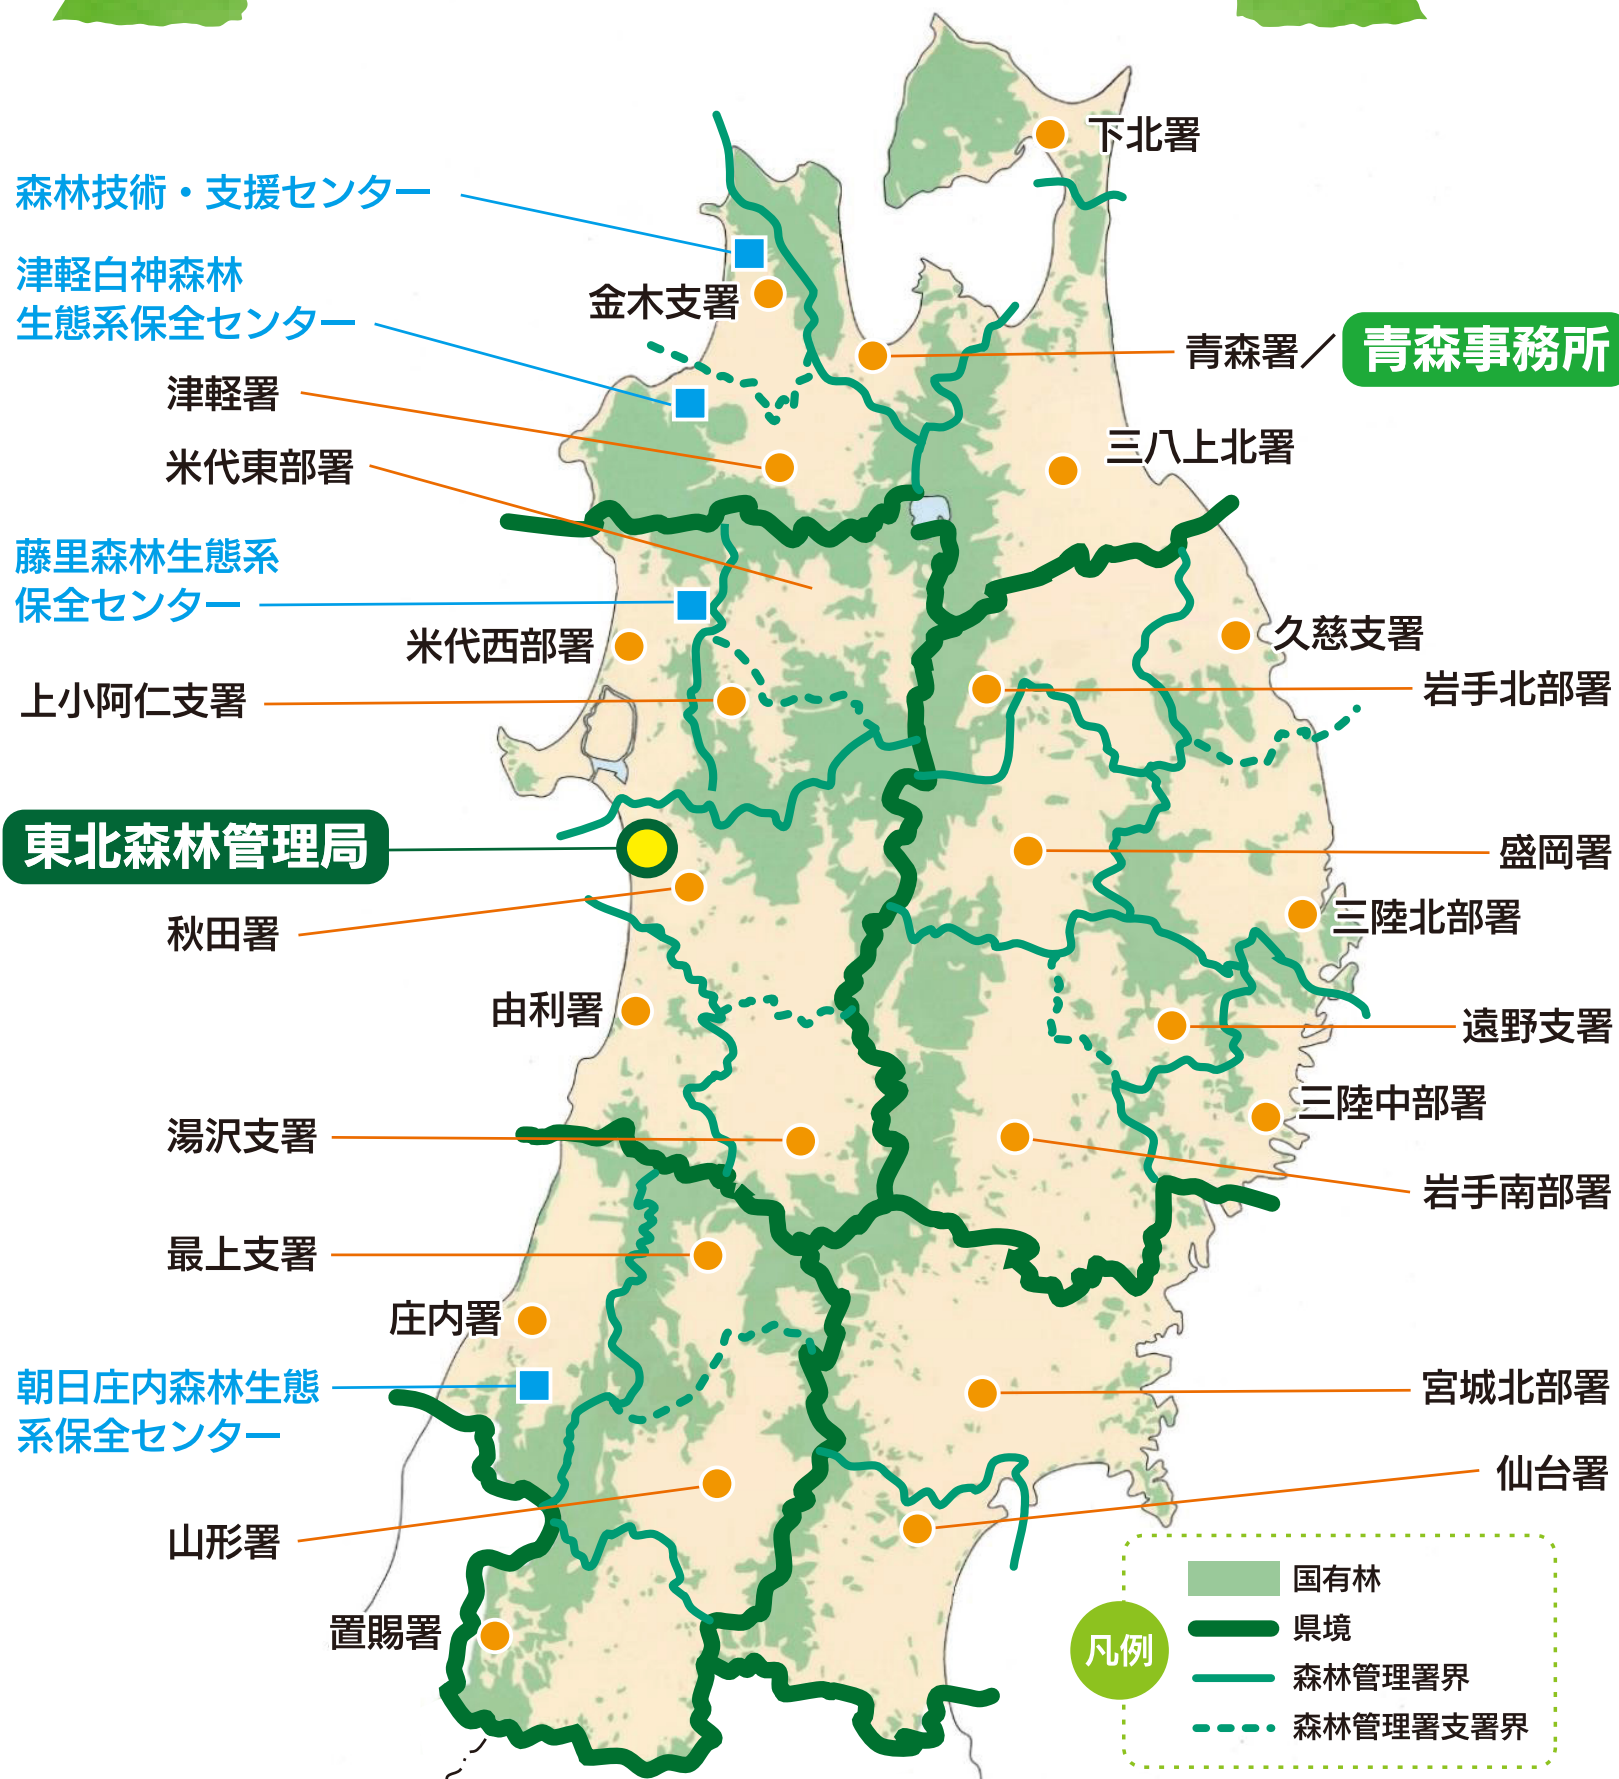 下北署
森林技術・支援センター
津軽白神森林
生態系保全センター
金木支署
青森署／青森事務所
津軽署
三八上北署
米代東部署
藤里森林生態系
保全センター
久慈支署
米代西部署
岩手北部署
上小阿仁支署
東北森林管理局
盛岡署
三陸北部署
秋田署
由利署
遠野支署
三陸中部署
湯沢支署
岩手南部署
最上支署
庄内署
朝日庄内森林生態
系保全センター
宮城北部署
仙台署
山形署
置賜署
凡例
国有林
県境
森林管理署界
森林管理署支署界